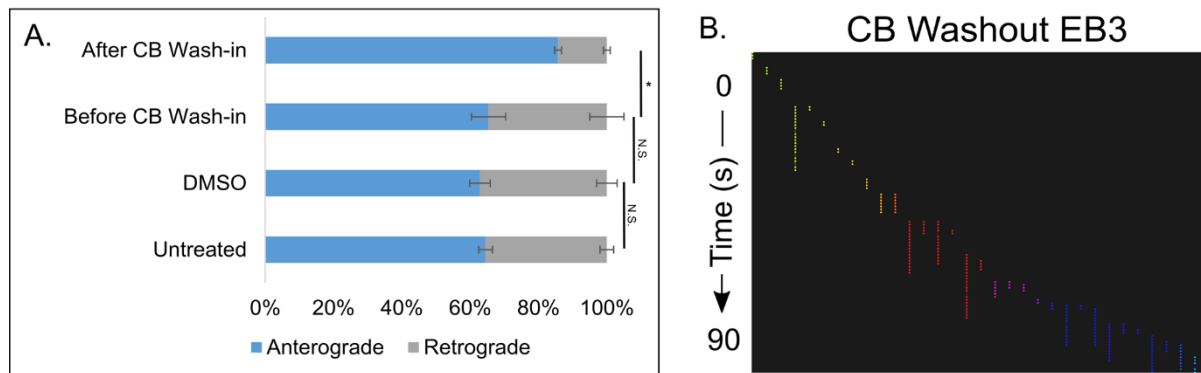 A.
After CB Wash-in
Before CB Wash-in
DMSO
Untreated
*
N.S.
N.S.
0% 20% 40% 60% 80% 100%
Anterograde Retrograde
B.
CB Washout EB3
0
Time (s)
90